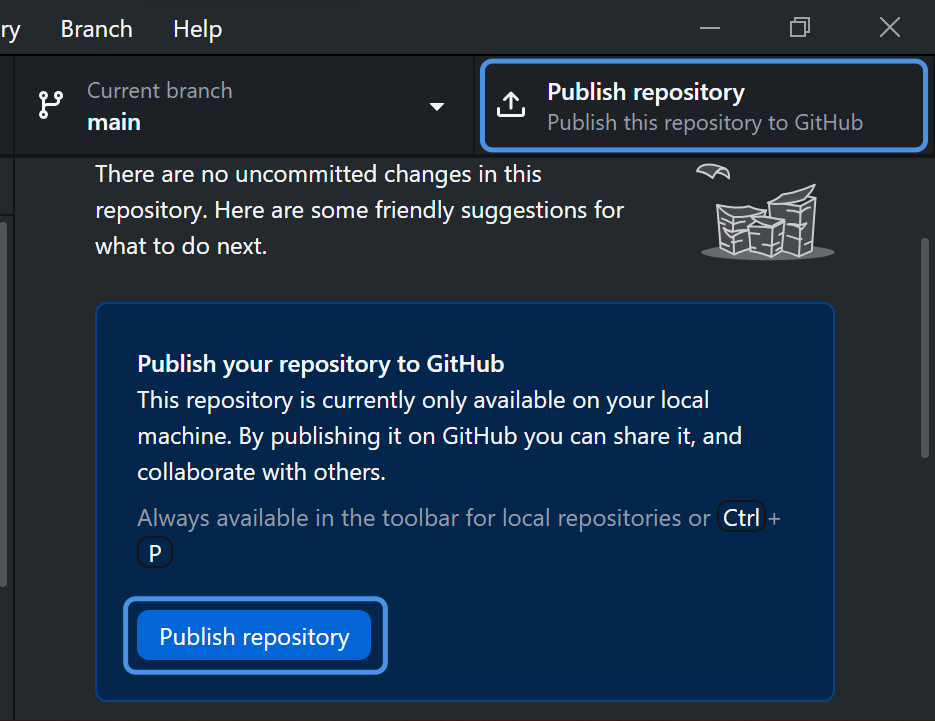 ry Branch Help
Current branch
main
Publish repository
Publish this repository to GitHub
There are no uncommitted changes in this
repository. Here are some friendly suggestions for
what to do next.
Publish your repository to GitHub
This repository is currently only available on your local
machine. By publishing it on GitHub you can share it, and
collaborate with others.
Always available in the toolbar for local repositories or Ctrl +
P
Publish repository